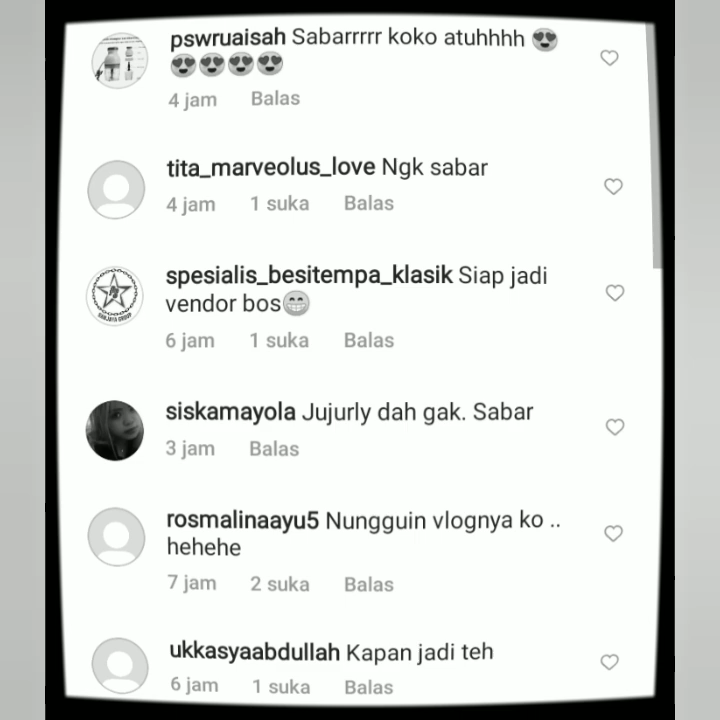 pswruaisah Sabarrrrr koko atuhhhh 😍
😍😍😍😍
4 jam Balas
tita_marveolus_love Ngk sabar
4 jam 1 suka Balas
spesialis_besitempa_klasik Siap jadi
vendor bos😁
6 jam 1 suka Balas
siskamayola Jujurly dah gak. Sabar
3 jam Balas
rosmalinaayu5 Nungguin vlognya ko ..
hehehe
7 jam 2 suka Balas
ukkasyaabdullah Kapan jadi teh
6 jam 1 suka Balas